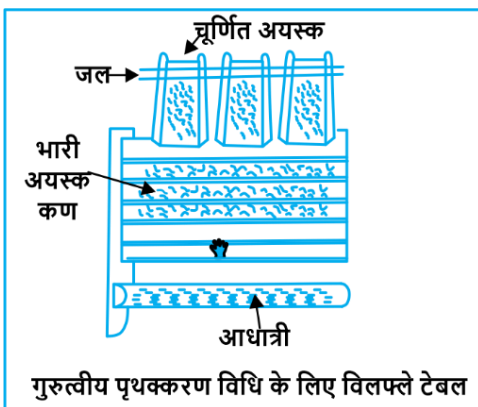 चूर्णित अयस्क
जल
भारी
अयस्क
कण
आधात्री
गुरुत्वीय पृथक्करण विधि के लिए विलफ्ले टेबल